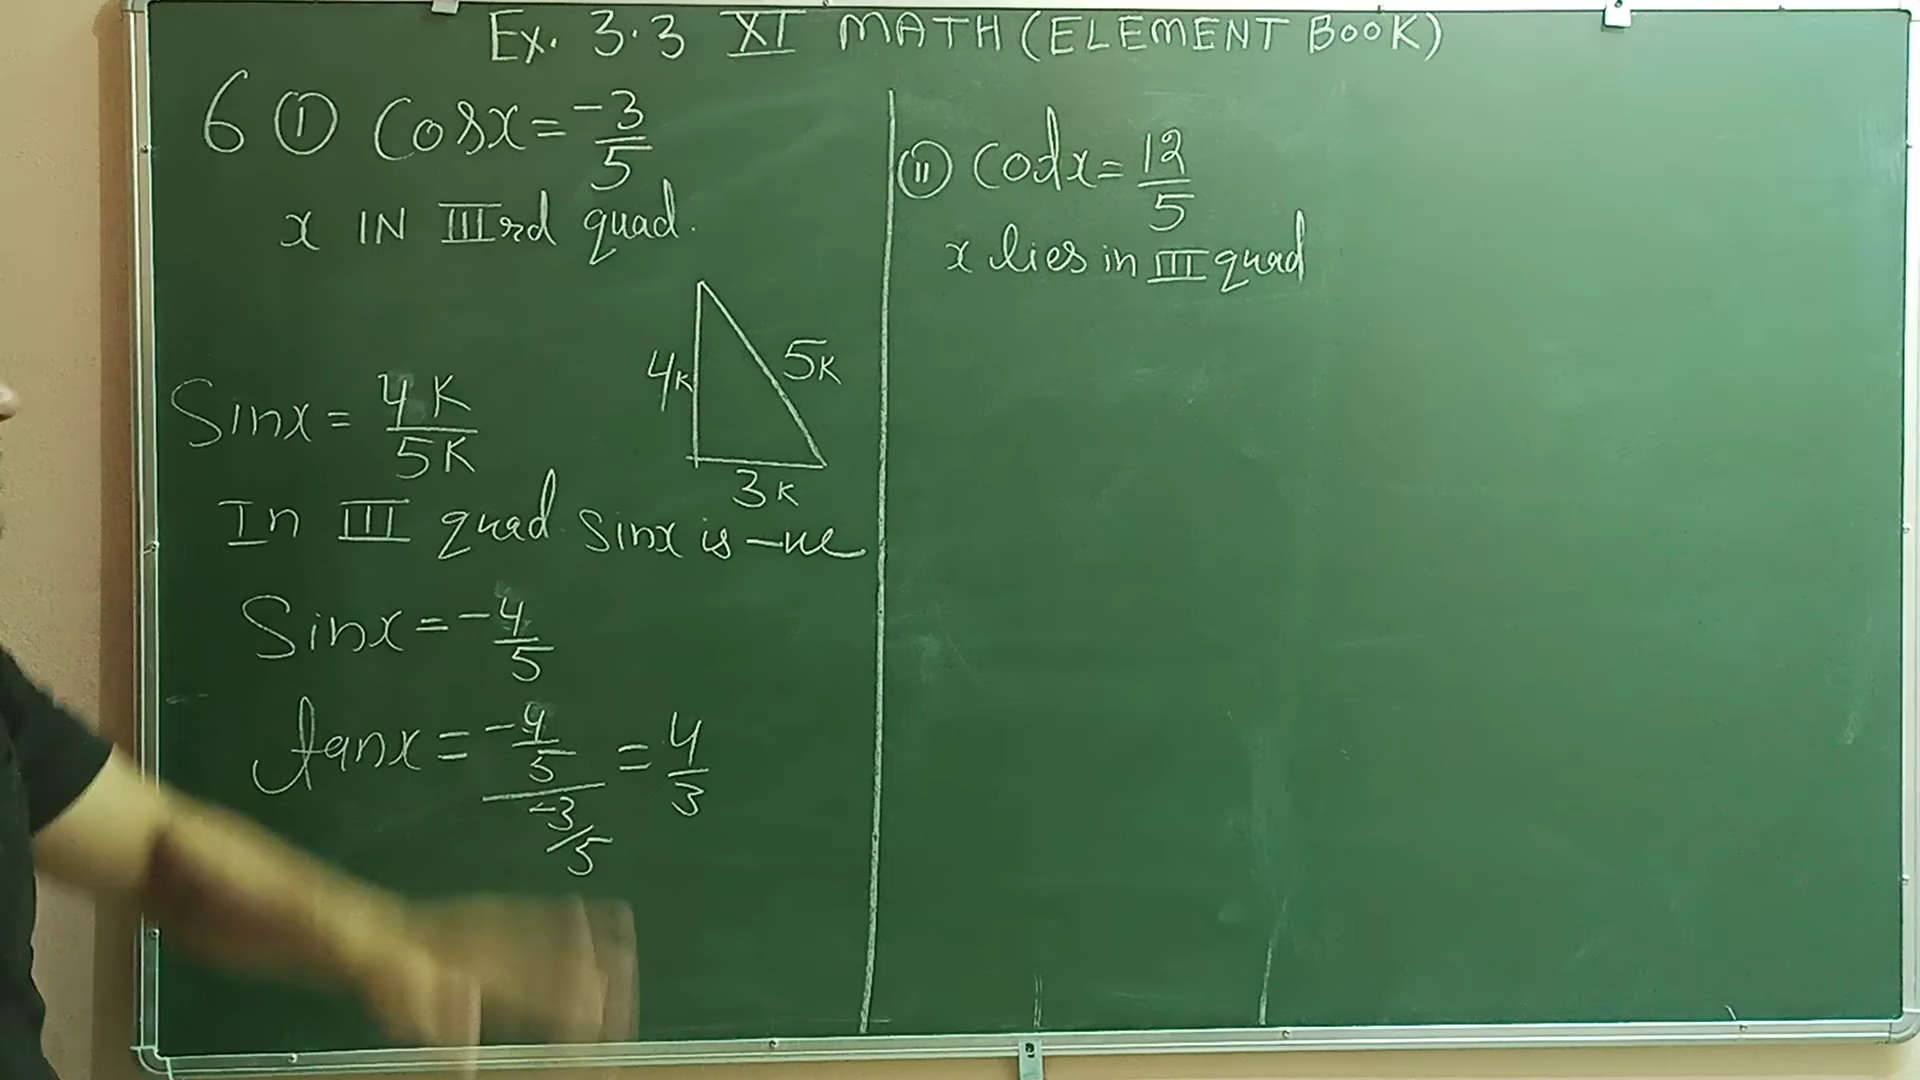 Ex. 3.3 XI MATH (ELEMENT BOOK)
6 (I) Cosx = -3/5
x IN IIIrd quad.
4K 5K
3K
Sinx = 4K/5K
In III quad. Sinx is -ve
Sinx = -4/5
tanx = (-4/5)/(-3/5) = 4/3
(II) Cotx = 12/5
x lies in III quad